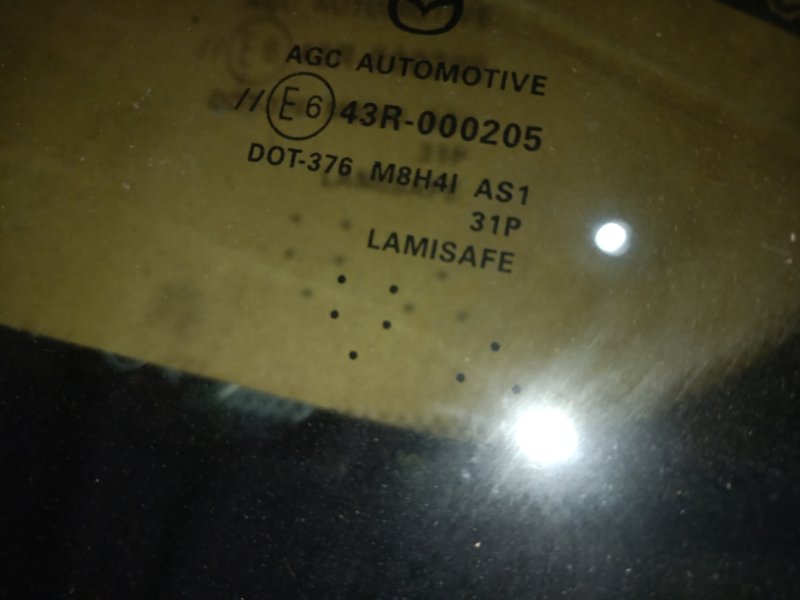 AGC AUTOMOTIVE
// E6 43R-000205
DOT-376 M8H4I AS1
31P
LAMISAFE